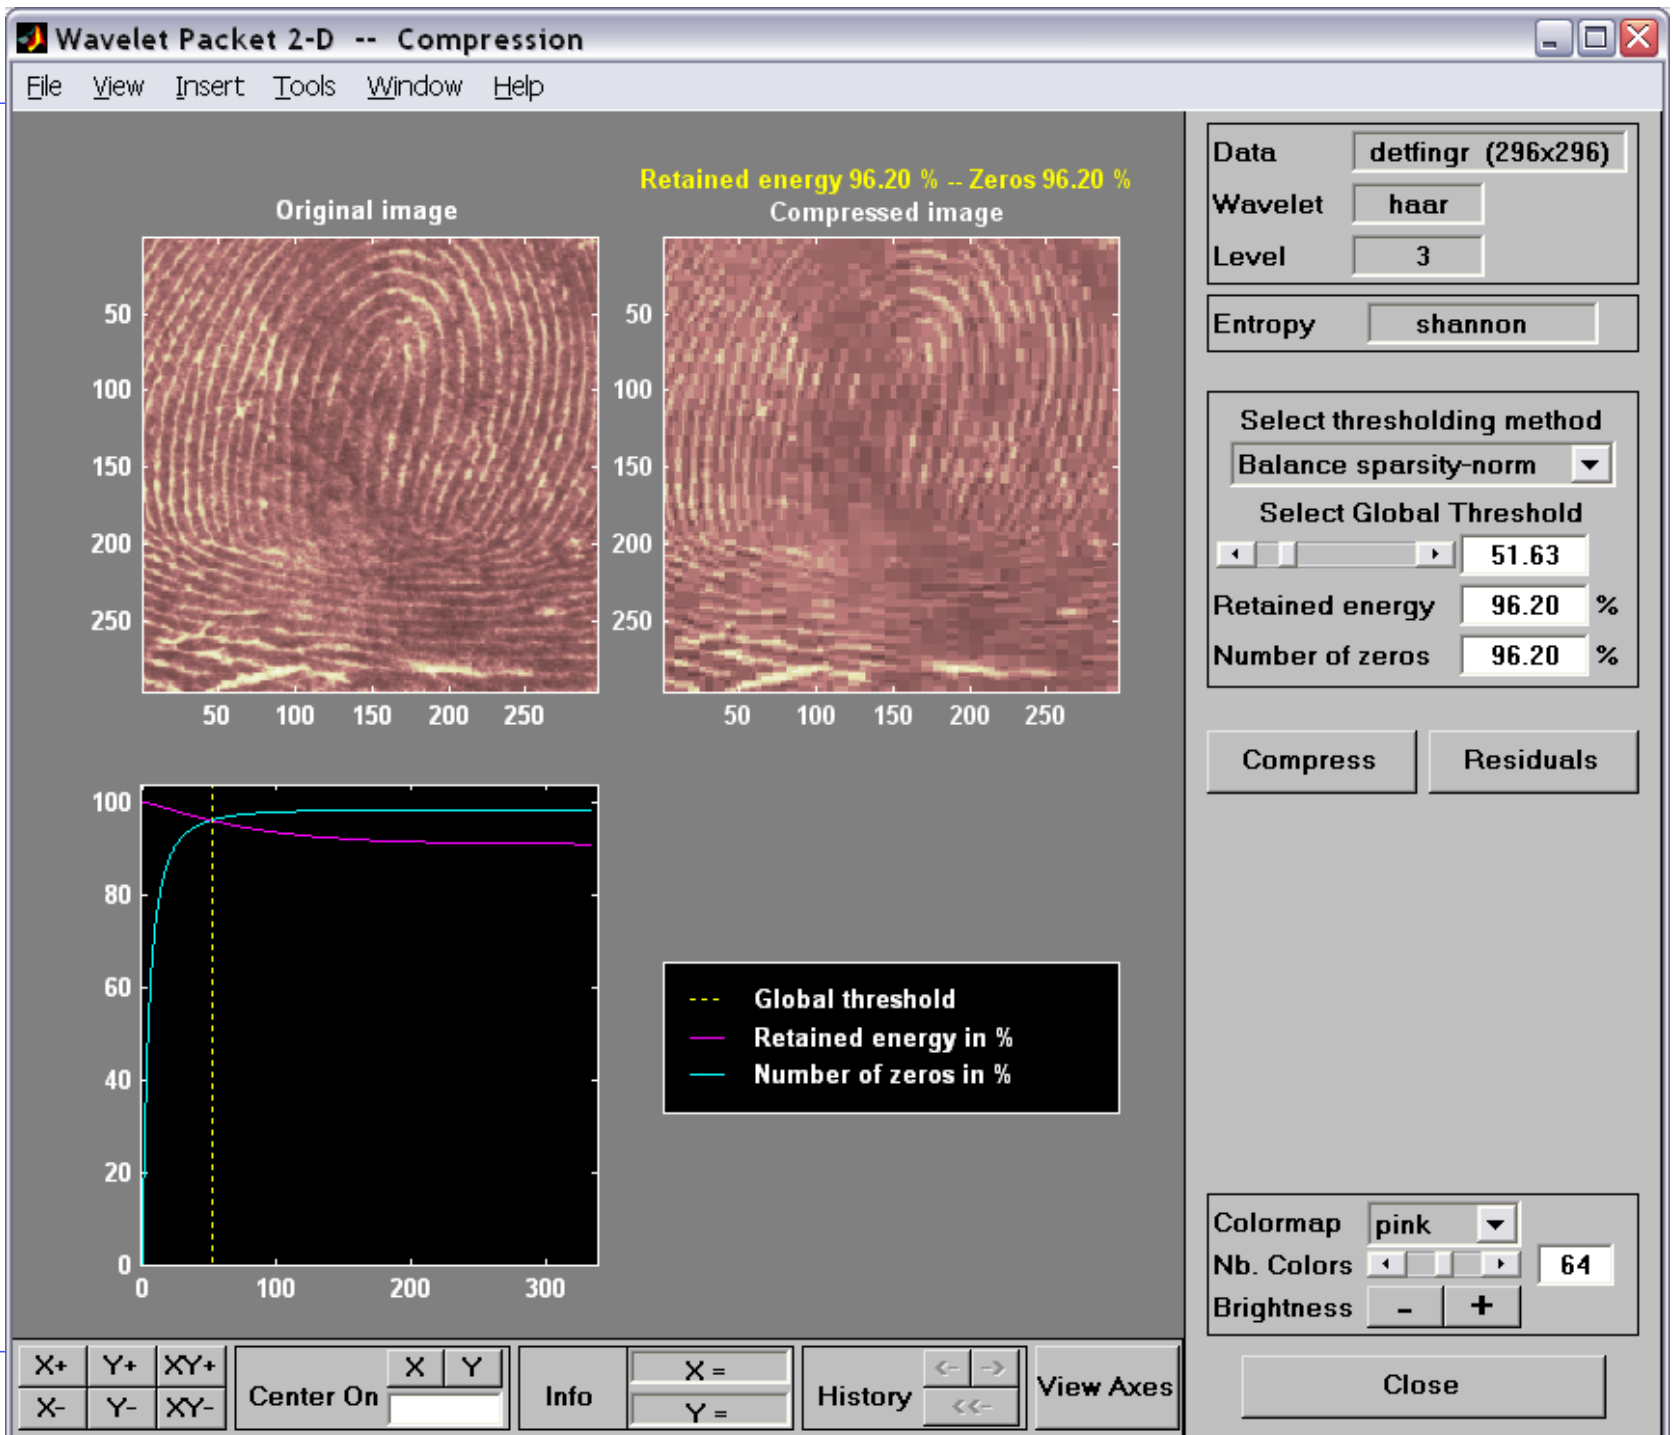 Wavelet Packet 2-D -- Compression
File View Insert Tools Window Help
Retained energy 96.20 % -- Zeros 96.20 %
Original image
Compressed image
50
100
150
200
250
50 100 150 200 250
50
100
150
200
250
50 100 150 200 250
100
80
60
40
20
0
0 100 200 300
Global threshold
Retained energy in %
Number of zeros in %
Data detfingr (296x296)
Wavelet haar
Level 3
Entropy shannon
Select thresholding method
Balance sparsity-norm
Select Global Threshold
51.63
Retained energy 96.20 %
Number of zeros 96.20 %
Compress Residuals
Colormap pink
Nb. Colors 64
Brightness - +
X+ Y+ XY+
X- Y- XY-
Center On X Y
Info X =
Y =
History <- ->
<<-
View Axes
Close